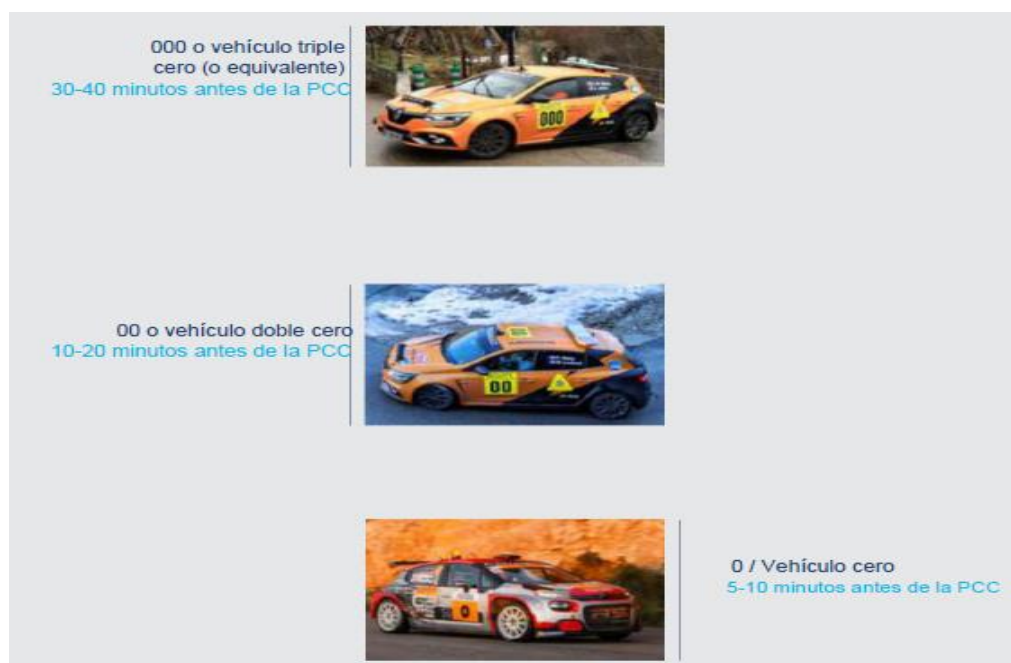 000 o vehículo triple
cero (o equivalente)
30-40 minutos antes de la PCC
000
00 o vehículo doble cero
10-20 minutos antes de la PCC
00
00
0 / Vehículo cero
5-10 minutos antes de la PCC
0